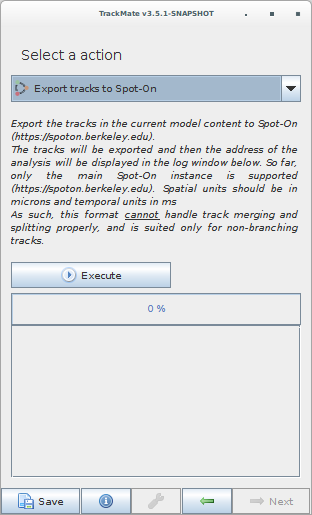 TrackMate v3.5.1-SNAPSHOT
Select a action
Export tracks to Spot-On
Export the tracks in the current model content to Spot-On
(https://spoton.berkeley.edu).
The tracks will be exported and then the address of the
analysis will be displayed in the log window below. So far,
only the main Spot-On instance is supported
(https://spoton.berkeley.edu). Spatial units should be in
microns and temporal units in ms
As such, this format cannot handle track merging and
splitting properly, and is suited only for non-branching
tracks.
Execute
0 %
Save
Next